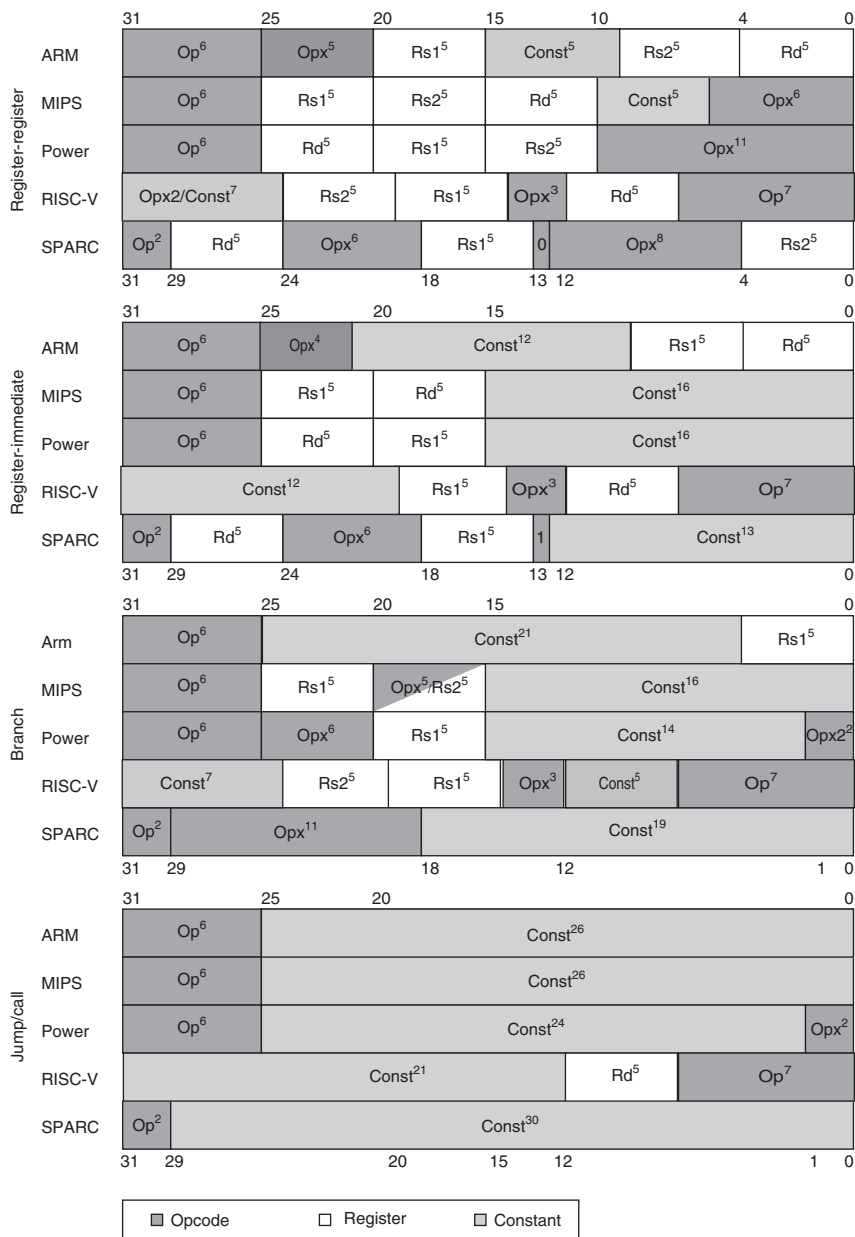 31 25 20 15 10 4 0
Register-register
ARM Op⁶ Opx⁵ Rs1⁵ Const⁵ Rs2⁵ Rd⁵
MIPS Op⁶ Rs1⁵ Rs2⁵ Rd⁵ Const⁵ Opx⁶
Power Op⁶ Rd⁵ Rs1⁵ Rs2⁵ Opx¹¹
RISC-V Opx2/Const⁷ Rs2⁵ Rs1⁵ Opx³ Rd⁵ Op⁷
SPARC Op² Rd⁵ Opx⁶ Rs1⁵ 0 Opx⁸ Rs2⁵
31 29 24 18 13 12 4 0
31 25 20 15 0
Register-immediate
ARM Op⁶ Opx⁴ Const¹² Rs1⁵ Rd⁵
MIPS Op⁶ Rs1⁵ Rd⁵ Const¹⁶
Power Op⁶ Rd⁵ Rs1⁵ Const¹⁶
RISC-V Const¹² Rs1⁵ Opx³ Rd⁵ Op⁷
SPARC Op² Rd⁵ Opx⁶ Rs1⁵ 1 Const¹³
31 29 24 18 13 12 0
31 25 20 15 0
Branch
Arm Op⁶ Const²¹ Rs1⁵
MIPS Op⁶ Rs1⁵ Opx⁵/Rs2⁵ Const¹⁶
Power Op⁶ Opx⁶ Rs1⁵ Const¹⁴ Opx2²
RISC-V Const⁷ Rs2⁵ Rs1⁵ Opx³ Const⁵ Op⁷
SPARC Op² Opx¹¹ Const¹⁹
31 29 18 12 1 0
31 25 20 0
Jump/call
ARM Op⁶ Const²⁶
MIPS Op⁶ Const²⁶
Power Op⁶ Const²⁴ Opx²
RISC-V Const²¹ Rd⁵ Op⁷
SPARC Op² Const³⁰
31 29 20 15 12 1 0
Opcode Register Constant